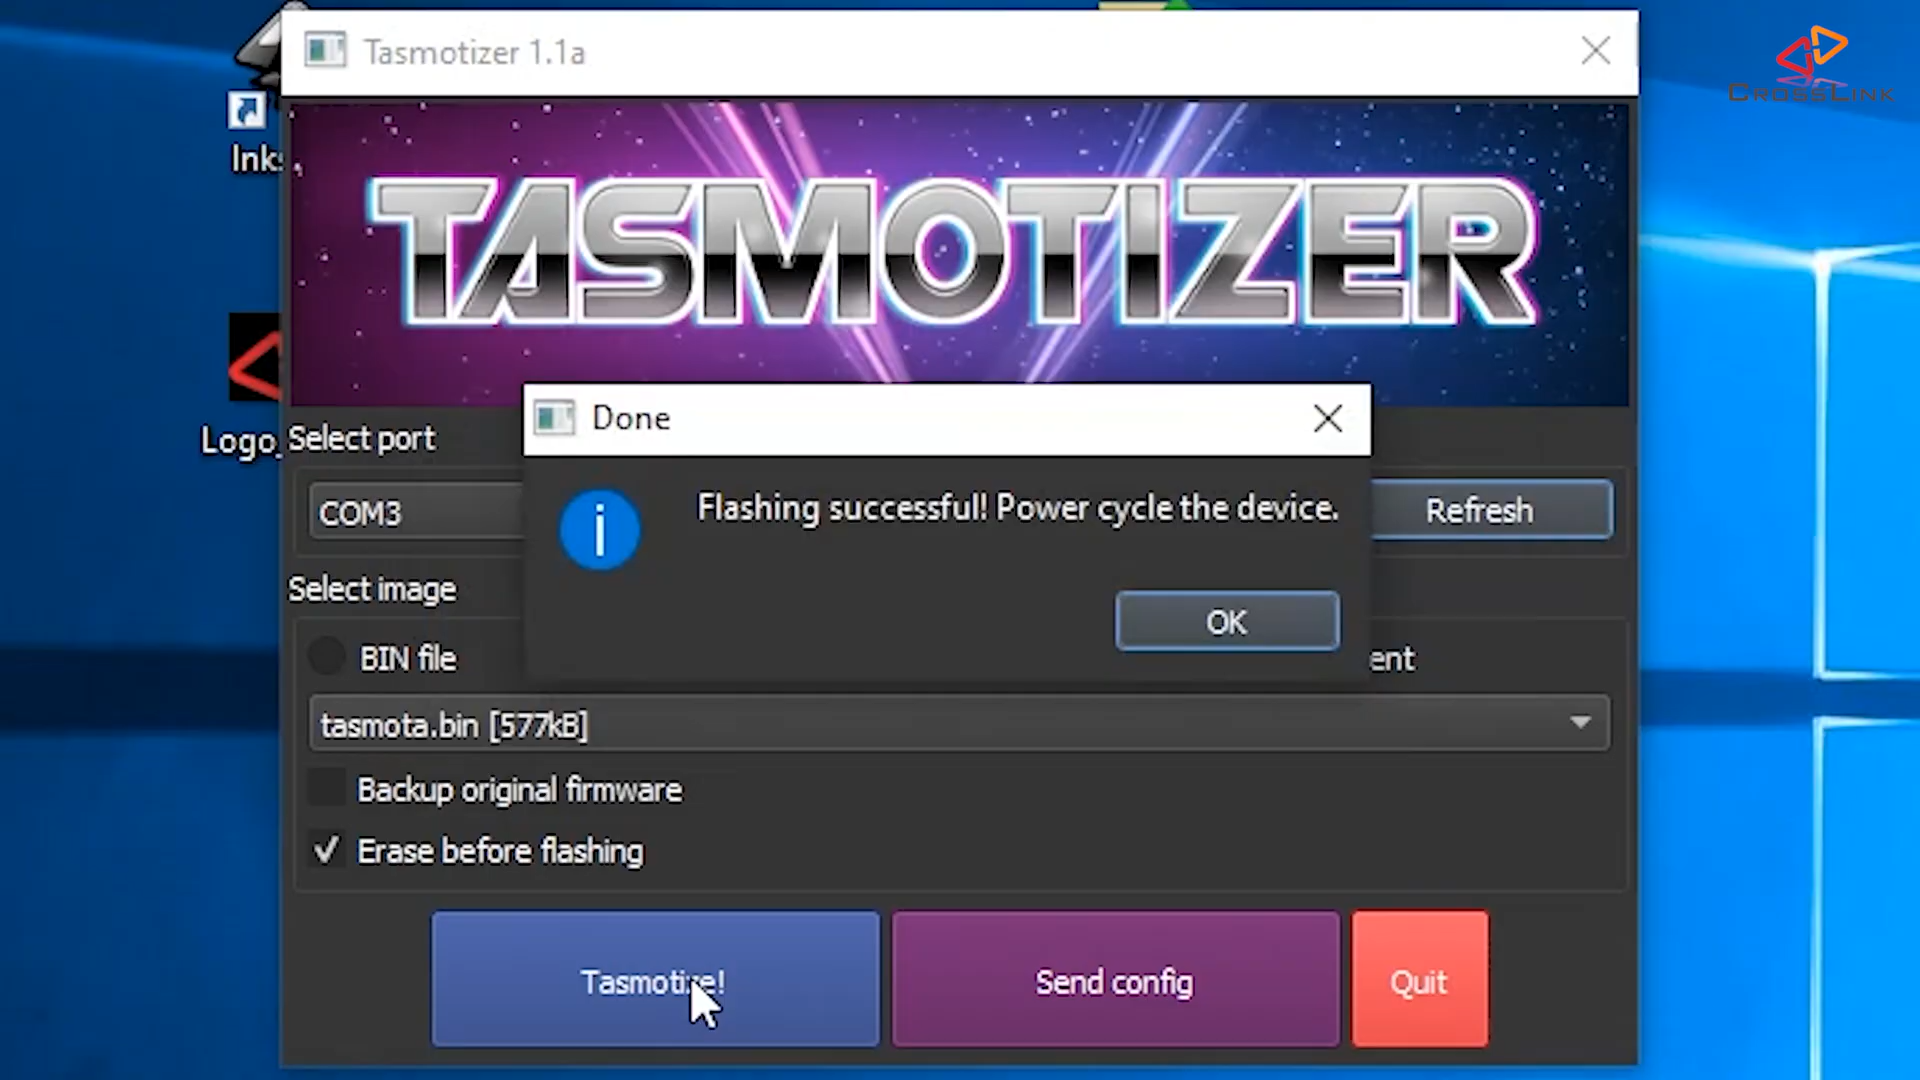 Tasmotizer 1.1a
CROSSLINK
Inks
TASMOTIZER
Done
Logo_
Select port
Flashing successful! Power cycle the device.
COM3
Refresh
Select image
OK
BIN file
ent
tasmota.bin [577kB]
Backup original firmware
Erase before flashing
Tasmotize!
Send config
Quit